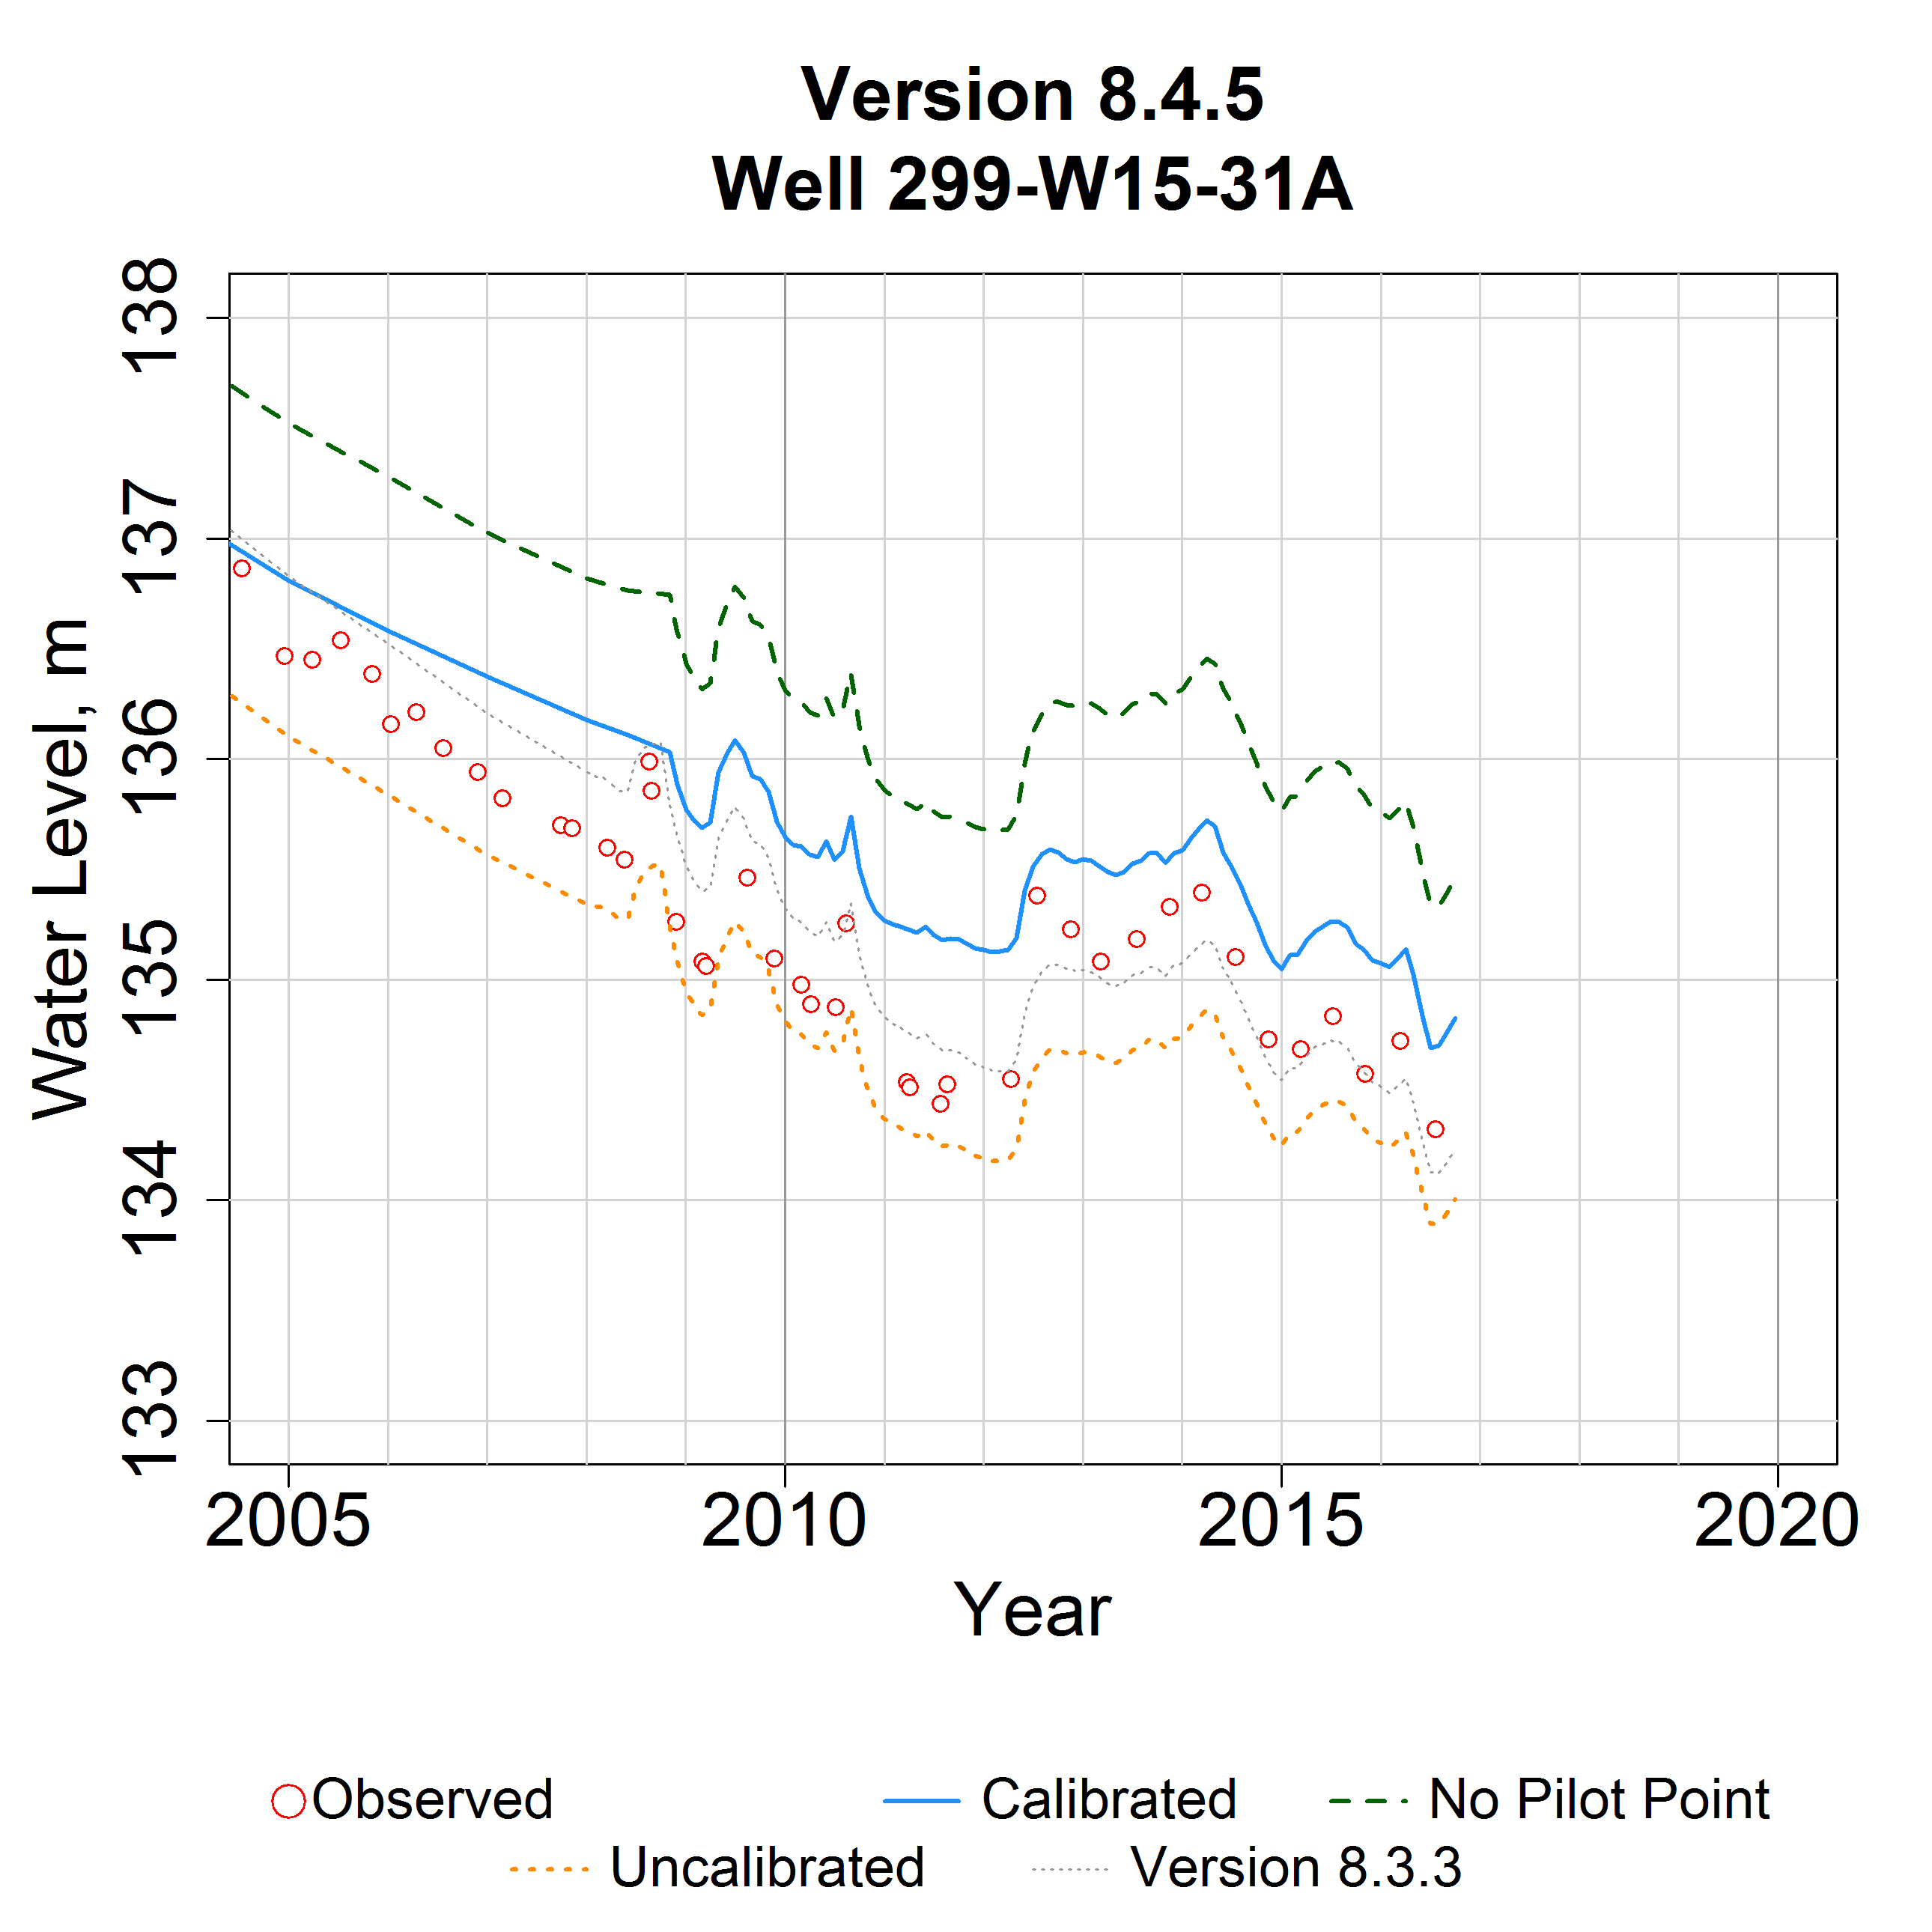 Version 8.4.5
Well 299-W15-31A
138
137
136
135
134
133
Water Level, m
2005 2010 2015 2020
Year
Observed Calibrated No Pilot Point
Uncalibrated Version 8.3.3